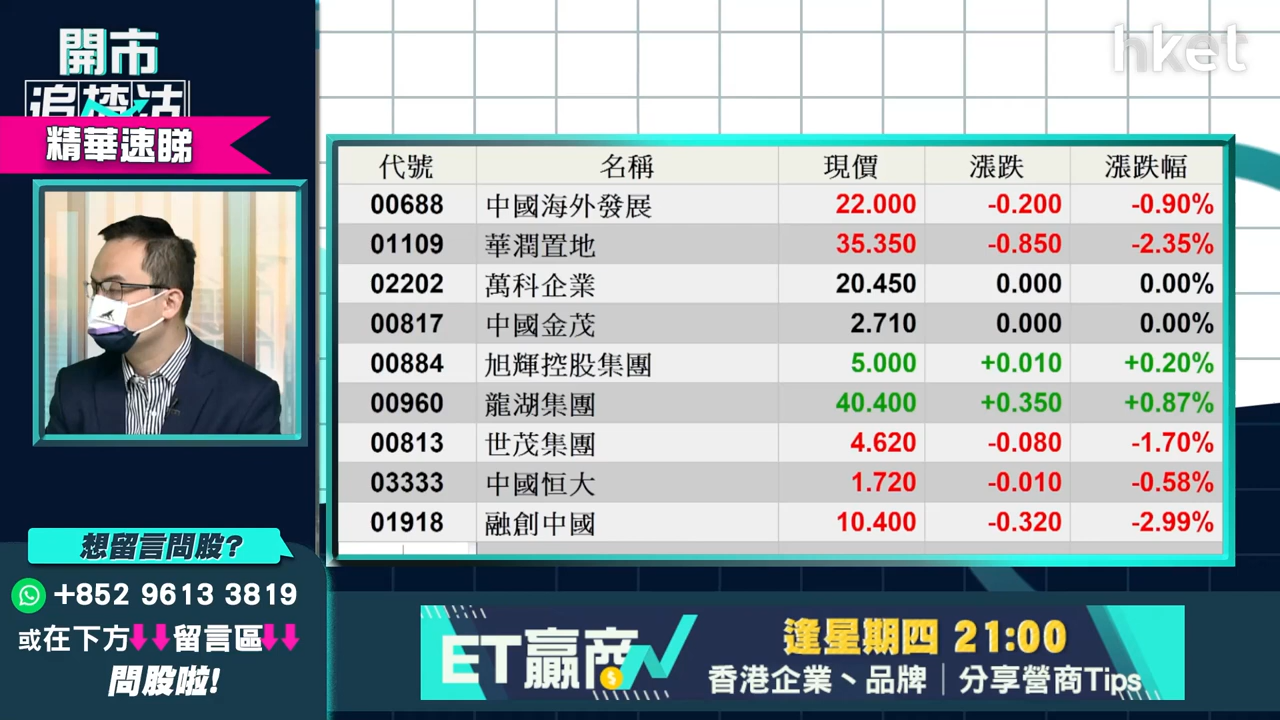 開市
追揸沽
精華速睇
hket
代號 名稱 現價 漲跌 漲跌幅
00688 中國海外發展 22.000 -0.200 -0.90%
01109 華潤置地 35.350 -0.850 -2.35%
02202 萬科企業 20.450 0.000 0.00%
00817 中國金茂 2.710 0.000 0.00%
00884 旭輝控股集團 5.000 +0.010 +0.20%
00960 龍湖集團 40.400 +0.350 +0.87%
00813 世茂集團 4.620 -0.080 -1.70%
03333 中國恒大 1.720 -0.010 -0.58%
01918 融創中國 10.400 -0.320 -2.99%
想留言問股?
+852 9613 3819
或在下方留言區
問股啦!
ET贏商
逢星期四 21:00
香港企業、品牌｜分享營商Tips